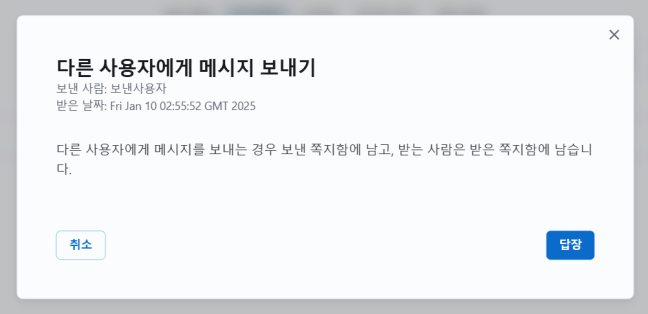 다른 사용자에게 메시지 보내기
보낸 사람: 보낸사용자
받은 날짜: Fri Jan 10 02:55:52 GMT 2025
다른 사용자에게 메시지를 보내는 경우 보낸 쪽지함에 남고, 받는 사람은 받은 쪽지함에 남습니
다.
취소
답장